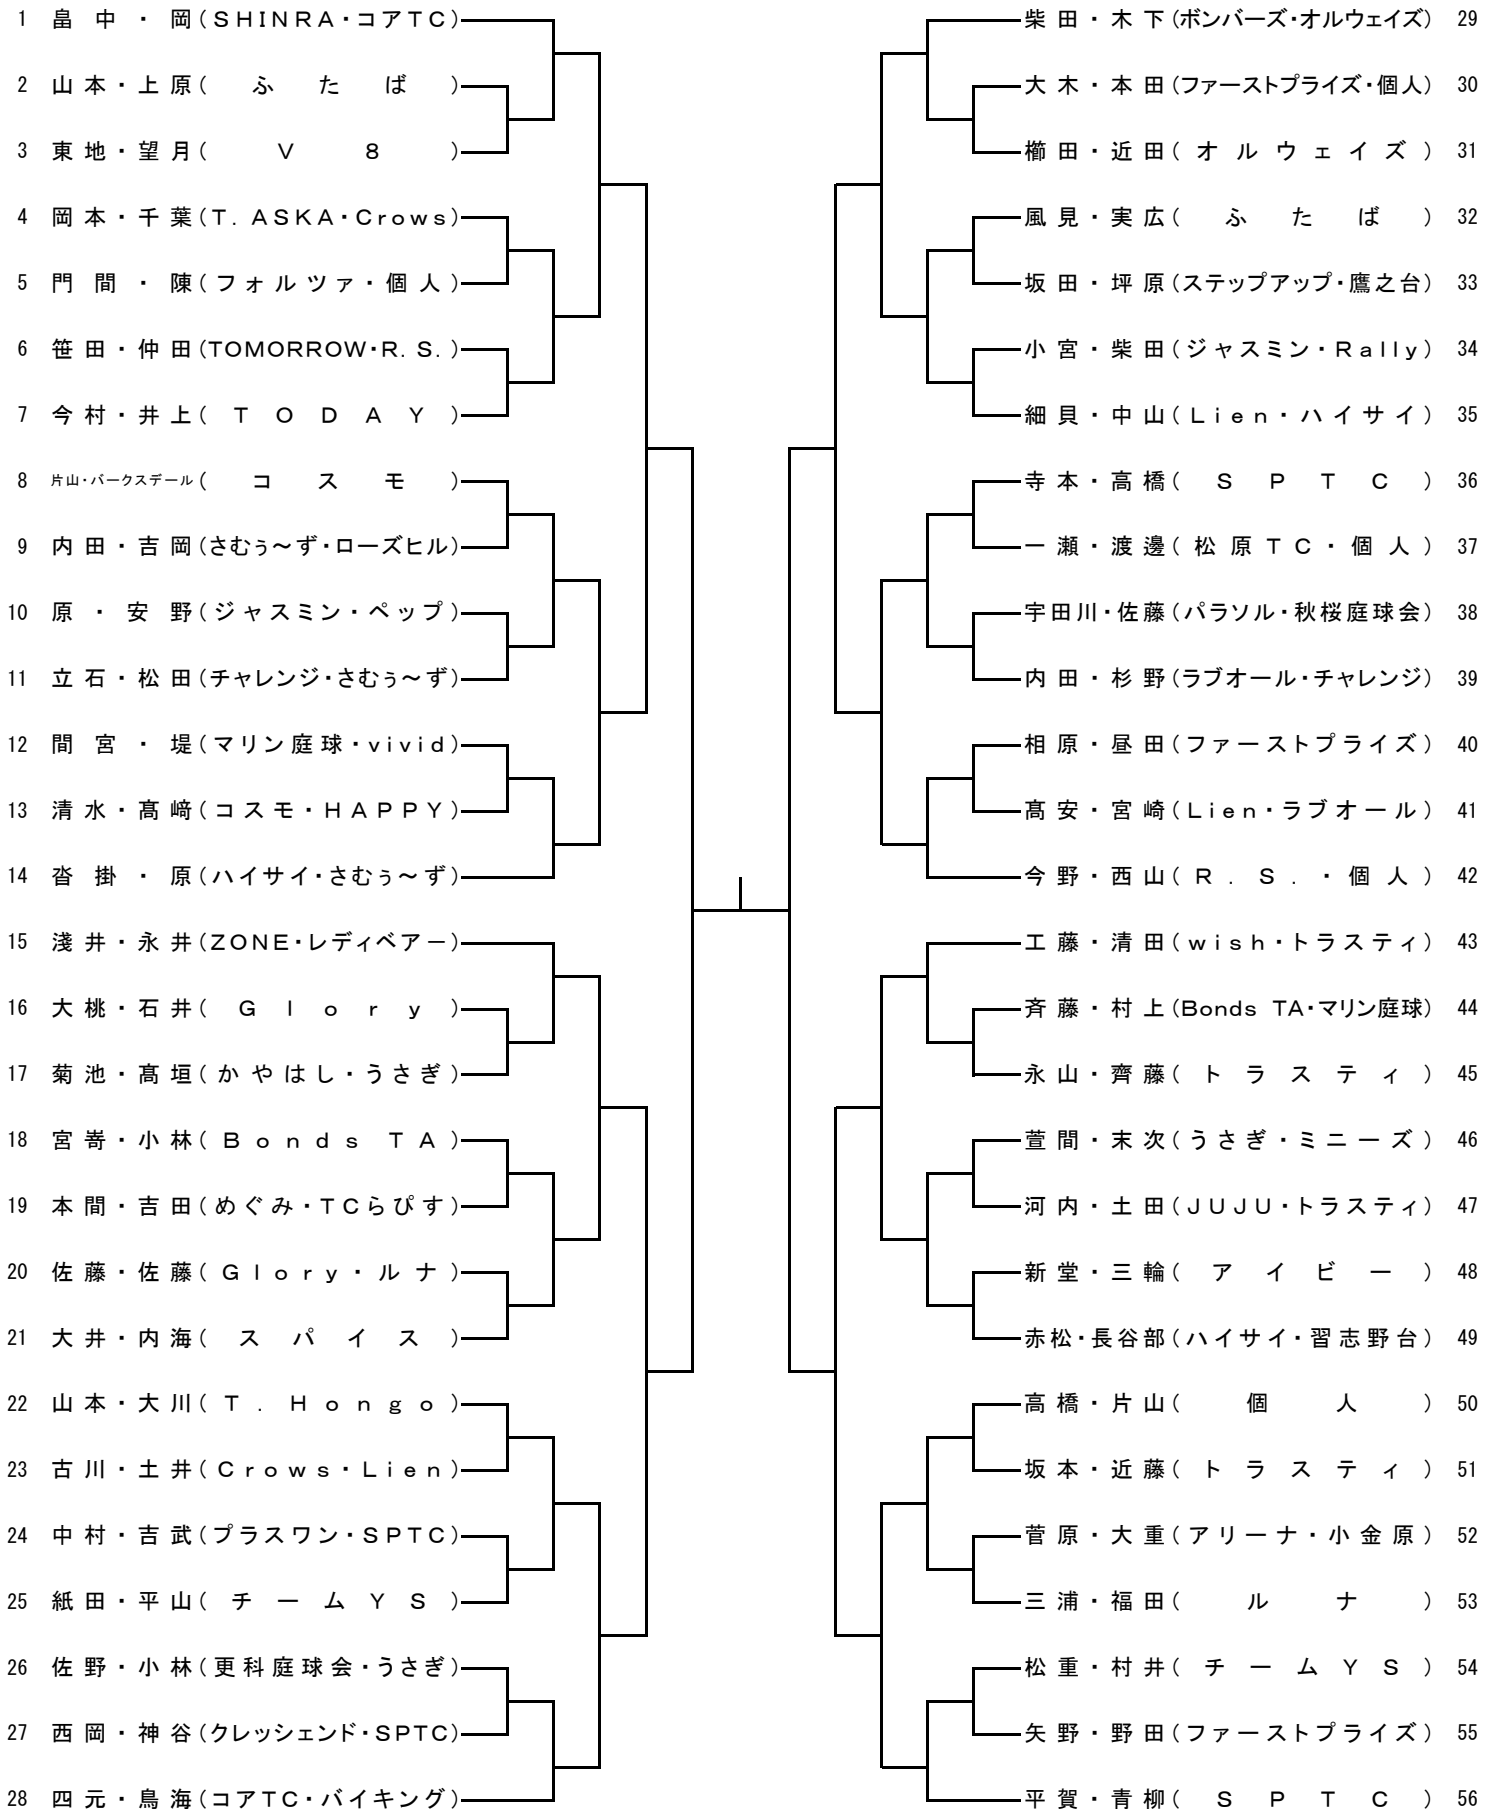 1 畠中・岡(SHINRA・コアTC)
2 山本・上原(ふたば)
3 東地・望月(V8)
4 岡本・千葉(T.ASKA・Crows)
5 門間・陳(フォルツァ・個人)
6 笹田・仲田(TOMORROW・R.S.)
7 今村・井上(TODAY)
8 片山・バークスデール(コスモ)
9 内田・吉岡(さむぅ～ず・ローズヒル)
10 原・安野(ジャスミン・ペップ)
11 立石・松田(チャレンジ・さむぅ～ず)
12 間宮・堤(マリン庭球・vivid)
13 清水・髙﨑(コスモ・HAPPY)
14 沓掛・原(ハイサイ・さむぅ～ず)
15 淺井・永井(ZONE・レディベアー)
16 大桃・石井(Glory)
17 菊池・髙垣(かやはし・うさぎ)
18 宮嵜・小林(Bonds TA)
19 本間・吉田(めぐみ・TCらぴす)
20 佐藤・佐藤(Glory・ルナ)
21 大井・内海(スパイス)
22 山本・大川(T.Hongo)
23 古川・土井(Crows・Lien)
24 中村・吉武(プラスワン・SPTC)
25 紙田・平山(チームYS)
26 佐野・小林(更科庭球会・うさぎ)
27 西岡・神谷(クレッシェンド・SPTC)
28 四元・鳥海(コアTC・バイキング)
柴田・木下(ボンバーズ・オルウェイズ) 29
大木・本田(ファーストプライズ・個人) 30
櫛田・近田(オルウェイズ) 31
風見・実広(ふたば) 32
坂田・坪原(ステップアップ・鷹之台) 33
小宮・柴田(ジャスミン・Rally) 34
細貝・中山(Lien・ハイサイ) 35
寺本・高橋(SPTC) 36
一瀬・渡邊(松原TC・個人) 37
宇田川・佐藤(パラソル・秋桜庭球会) 38
内田・杉野(ラブオール・チャレンジ) 39
相原・昼田(ファーストプライズ) 40
髙安・宮崎(Lien・ラブオール) 41
今野・西山(R.S.・個人) 42
工藤・清田(wish・トラスティ) 43
斉藤・村上(Bonds TA・マリン庭球) 44
永山・齊藤(トラスティ) 45
萱間・末次(うさぎ・ミニーズ) 46
河内・土田(JUJU・トラスティ) 47
新堂・三輪(アイビー) 48
赤松・長谷部(ハイサイ・習志野台) 49
高橋・片山(個人) 50
坂本・近藤(トラスティ) 51
菅原・大重(アリーナ・小金原) 52
三浦・福田(ルナ) 53
松重・村井(チームYS) 54
矢野・野田(ファーストプライズ) 55
平賀・青柳(SPTC) 56